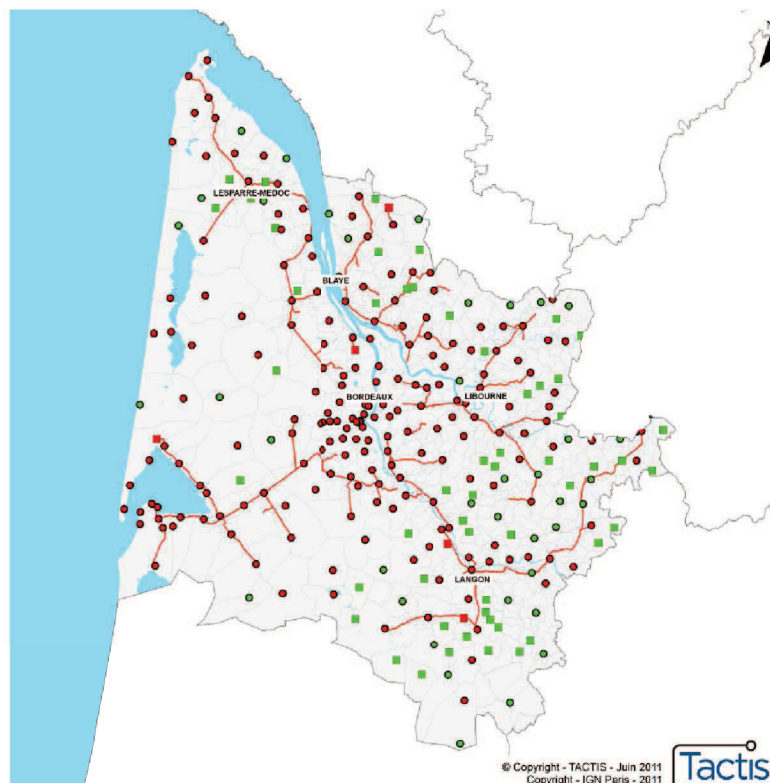 LESPARRE-MEDOC
BLAYE
BORDEAUX
LIBOURNE
LANGON
© Copyright - TACTIS - Juin 2011
Copyright - IGN Paris - 2011
Tactis